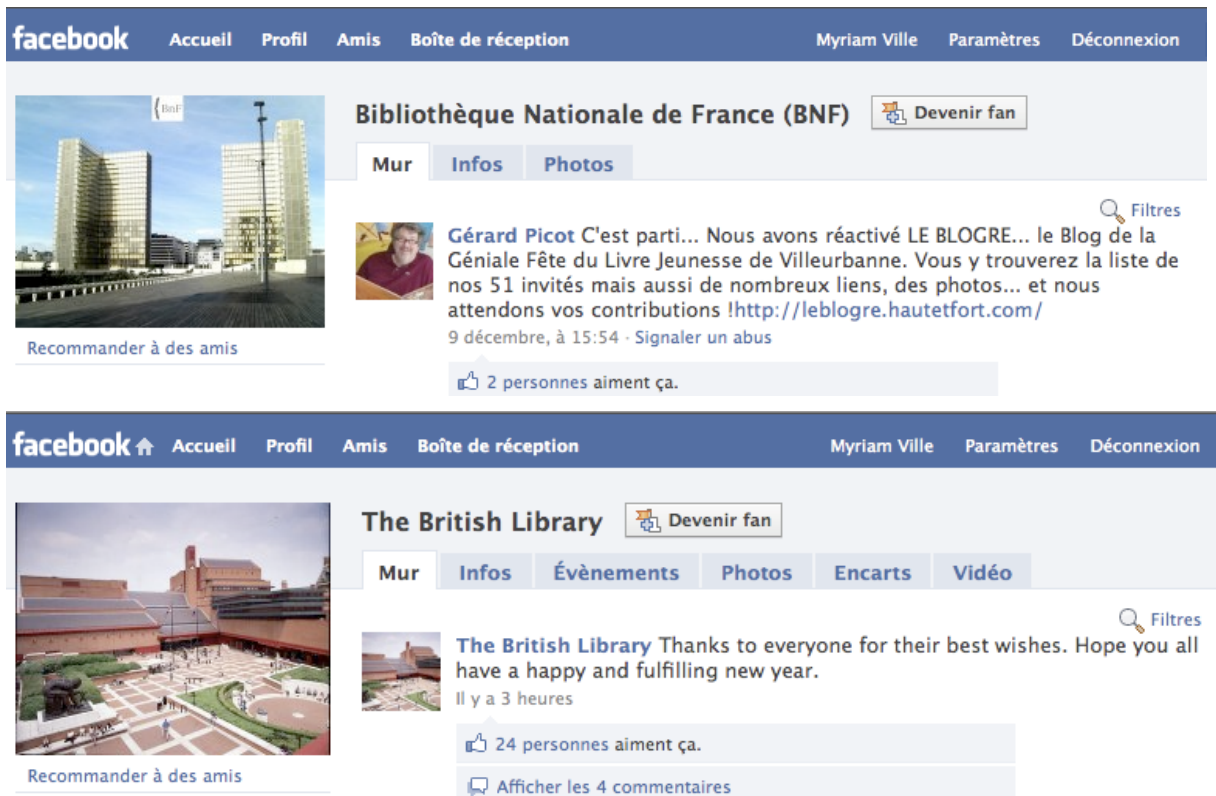 facebook Accueil Profil Amis Boîte de réception Myriam Ville Paramètres Déconnexion
BnF
Bibliothèque Nationale de France (BNF) Devenir fan
Mur Infos Photos
Filtres
Gérard Picot C'est parti... Nous avons réactivé LE BLOGRE... le Blog de la
Géniale Fête du Livre Jeunesse de Villeurbanne. Vous y trouverez la liste de
nos 51 invités mais aussi de nombreux liens, des photos... et nous
attendons vos contributions !http://leblogre.hautetfort.com/
9 décembre, à 15:54 · Signaler un abus
Recommander à des amis
2 personnes aiment ça.
facebook Accueil Profil Amis Boîte de réception Myriam Ville Paramètres Déconnexion
The British Library Devenir fan
Mur Infos Évènements Photos Encarts Vidéo
Filtres
The British Library Thanks to everyone for their best wishes. Hope you all
have a happy and fulfilling new year.
Il y a 3 heures
24 personnes aiment ça.
Recommander à des amis
Afficher les 4 commentaires